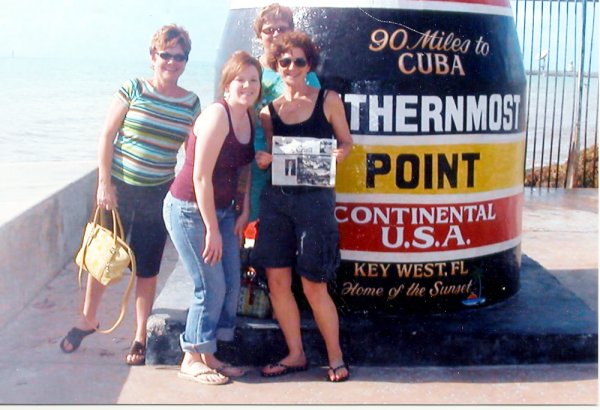 90 Miles to
CUBA
THERNMOST
POINT
CONTINENTAL
U.S.A.
KEY WEST, FL
Home of the Sunset